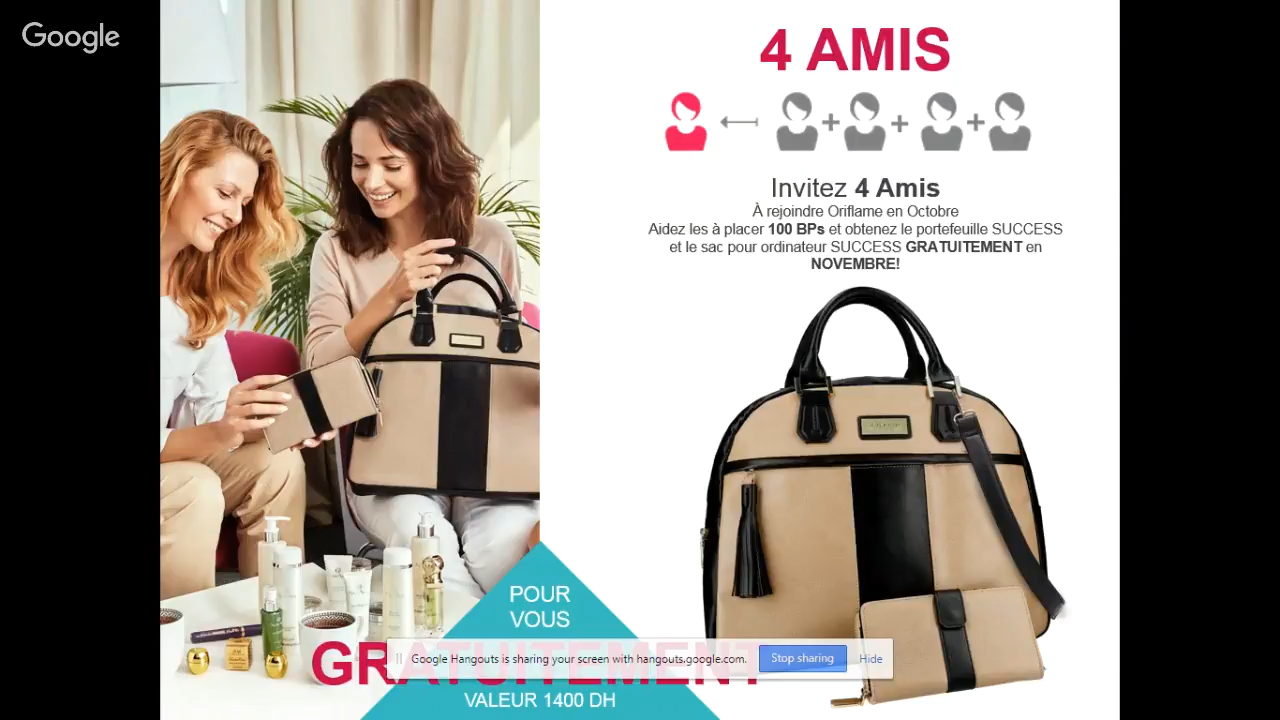 Google
4 AMIS
Invitez 4 Amis
À rejoindre Oriflame en Octobre
Aidez les à placer 100 BPs et obtenez le portefeuille SUCCESS
et le sac pour ordinateur SUCCESS GRATUITEMENT en
NOVEMBRE!
POUR
VOUS
GRATUITEMENT
Google Hangouts is sharing your screen with hangouts.google.com.
Stop sharing
Hide
VALEUR 1400 DH